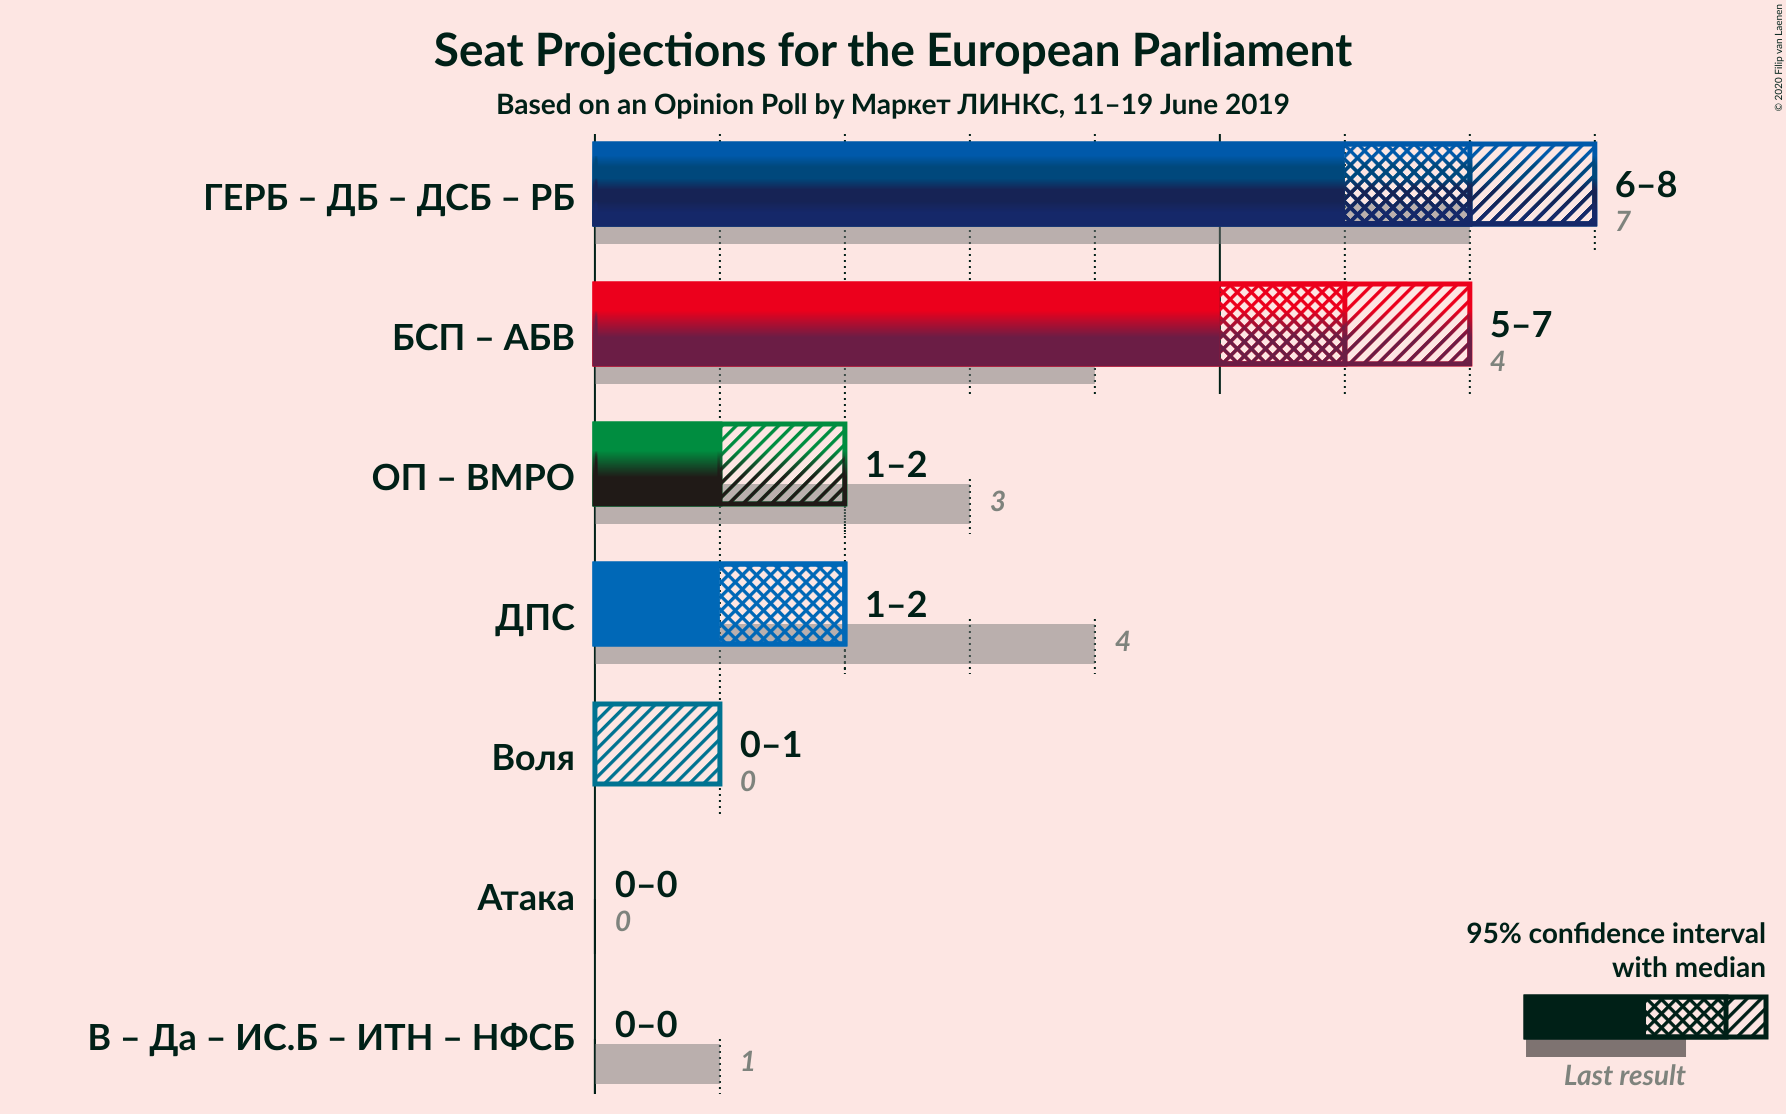 Seat Projections for the European Parliament
Based on an Opinion Poll by Маркет ЛИНКС, 11–19 June 2019
© 2020 Filip van Laenen
ГЕРБ – ДБ – ДСБ – РБ
6–8
7
БСП – АБВ
5–7
4
ОП – ВМРО
1–2
3
ДПС
1–2
4
Воля
0–1
0
Атака
0–0
0
В – Да – ИС.Б – ИТН – НФСБ
0–0
1
95% confidence interval
with median
Last result